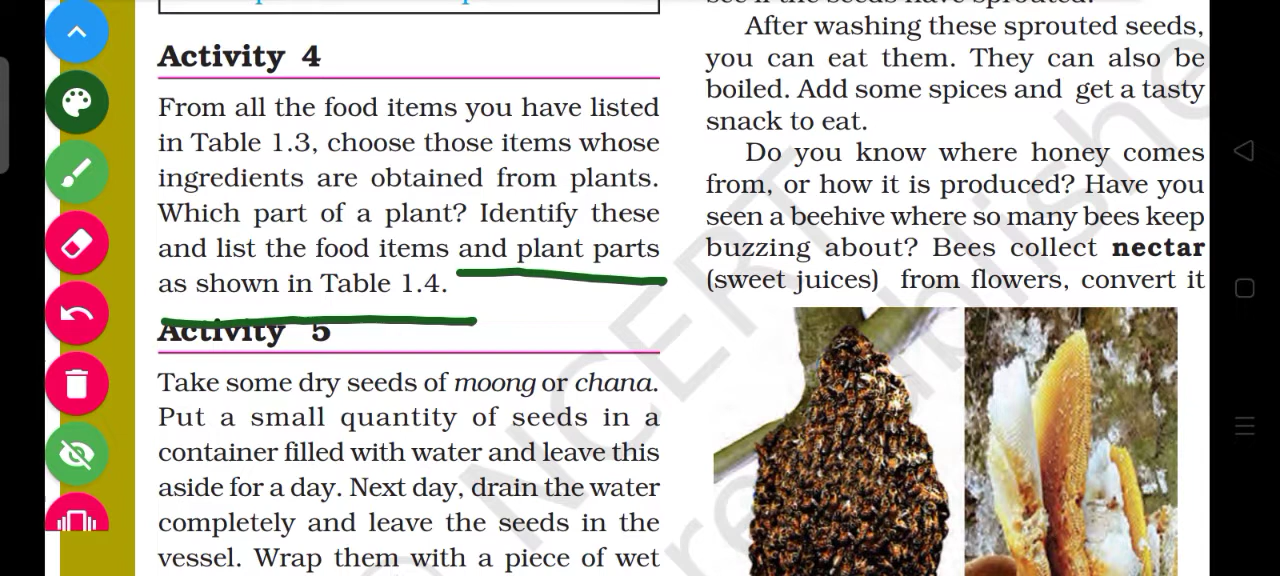 Activity 4
From all the food items you have listed
in Table 1.3, choose those items whose
ingredients are obtained from plants.
Which part of a plant? Identify these
and list the food items and plant parts
as shown in Table 1.4.
Activity 5
Take some dry seeds of moong or chana.
Put a small quantity of seeds in a
container filled with water and leave this
aside for a day. Next day, drain the water
completely and leave the seeds in the
vessel. Wrap them with a piece of wet
see if the seeds have sprouted.
After washing these sprouted seeds,
you can eat them. They can also be
boiled. Add some spices and get a tasty
snack to eat.
Do you know where honey comes
from, or how it is produced? Have you
seen a beehive where so many bees keep
buzzing about? Bees collect nectar
(sweet juices) from flowers, convert it
© NCERT